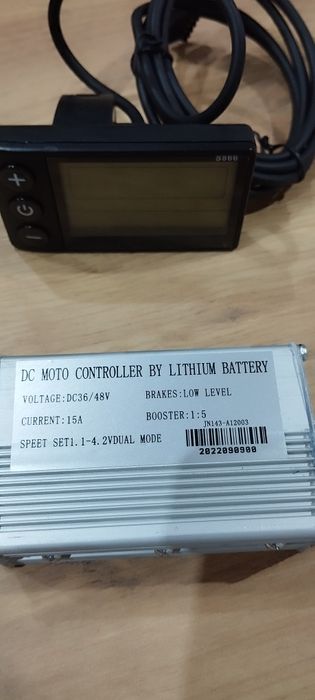 S866
DC MOTO CONTROLLER BY LITHIUM BATTERY
VOLTAGE:DC36/48V BRAKES:LOW LEVEL
CURRENT:15A BOOSTER:1:5
JN143-A12003
SPEET SET1.1-4.2VDUAL MODE
2022090900